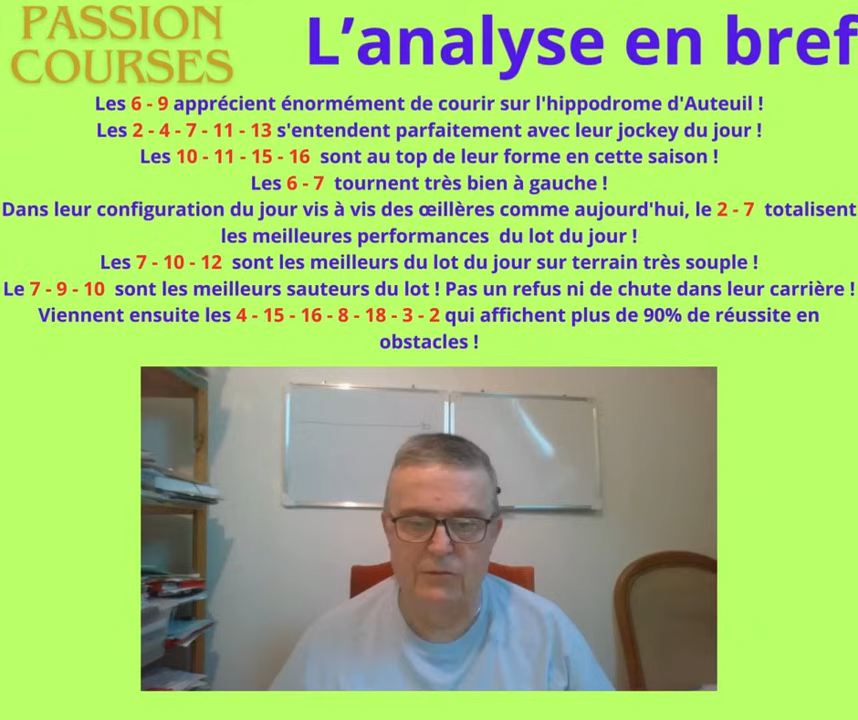 PASSION
COURSES
L'analyse en bref
Les 6 - 9 apprécient énormément de courir sur l'hippodrome d'Auteuil !
Les 2 - 4 - 7 - 11 - 13 s'entendent parfaitement avec leur jockey du jour !
Les 10 - 11 - 15 - 16 sont au top de leur forme en cette saison !
Les 6 - 7 tournent très bien à gauche !
Dans leur configuration du jour vis à vis des œillères comme aujourd'hui, le 2 - 7 totalisent
les meilleures performances du lot du jour !
Les 7 - 10 - 12 sont les meilleurs du lot du jour sur terrain très souple !
Le 7 - 9 - 10 sont les meilleurs sauteurs du lot ! Pas un refus ni de chute dans leur carrière !
Viennent ensuite les 4 - 15 - 16 - 8 - 18 - 3 - 2 qui affichent plus de 90% de réussite en
obstacles !